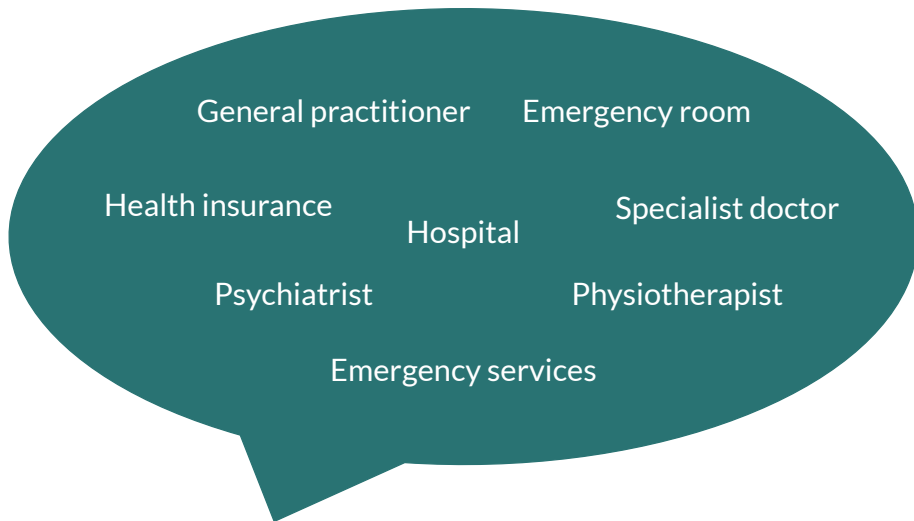 General practitioner
Emergency room
Health insurance
Specialist doctor
Hospital
Psychiatrist
Physiotherapist
Emergency services